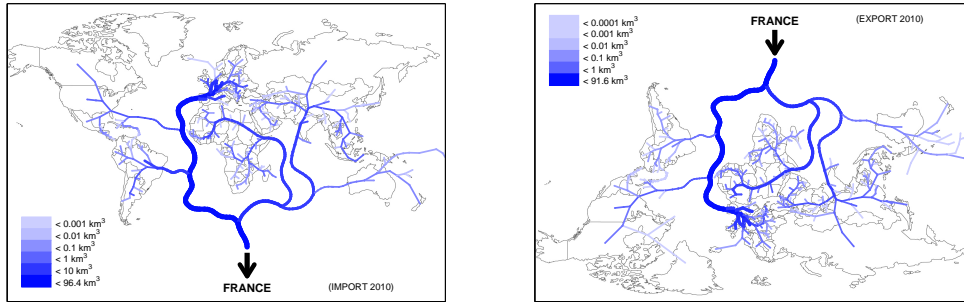 < 0.001 km³
< 0.01 km³
< 0.1 km³
< 1 km³
< 10 km³
< 96.4 km³
FRANCE (IMPORT 2010)
FRANCE (EXPORT 2010)
< 0.0001 km³
< 0.001 km³
< 0.01 km³
< 0.1 km³
< 1 km³
< 91.6 km³